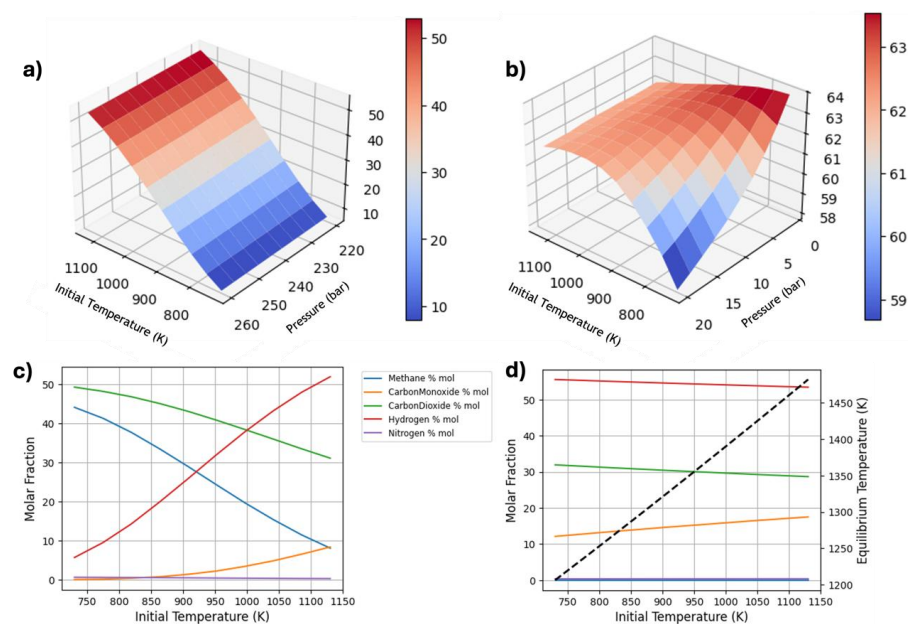 a)
50
40
30
20
10
1100
1000
900
800
Initial Temperature (K)
220
230
240
250
260
Pressure (bar)
50
40
30
20
10
b)
64
63
62
61
60
59
58
1100
1000
900
800
Initial Temperature (K)
0
5
10
15
20
Pressure (bar)
63
62
61
60
59
c)
50
40
30
20
10
0
Molar Fraction
750 800 850 900 950 1000 1050 1100 1150
Initial Temperature (K)
Methane % mol
CarbonMonoxide % mol
CarbonDioxide % mol
Hydrogen % mol
Nitrogen % mol
d)
50
40
30
20
10
0
Molar Fraction
750 800 850 900 950 1000 1050 1100 1150
Initial Temperature (K)
1450
1400
1350
1300
1250
1200
Equilibrium Temperature (K)